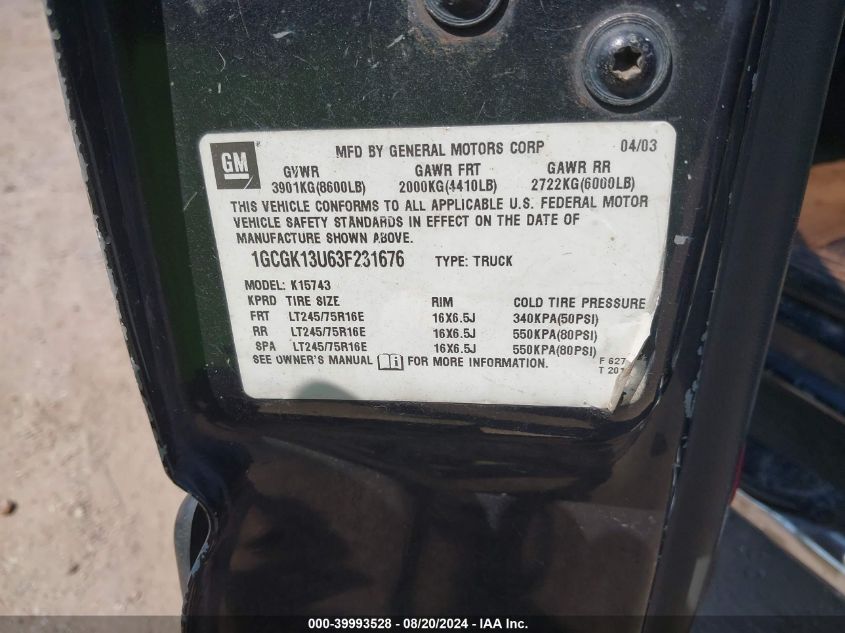 GM
MFD BY GENERAL MOTORS CORP 04/03
GVWR GAWR FRT GAWR RR
3901KG(8600LB) 2000KG(4410LB) 2722KG(6000LB)
THIS VEHICLE CONFORMS TO ALL APPLICABLE U.S. FEDERAL MOTOR
VEHICLE SAFETY STANDARDS IN EFFECT ON THE DATE OF
MANUFACTURE SHOWN ABOVE.
1GCGK13U63F231676 TYPE: TRUCK
MODEL: K15743
KPRD TIRE SIZE RIM COLD TIRE PRESSURE
FRT LT245/75R16E 16X6.5J 340KPA(50PSI)
RR LT245/75R16E 16X6.5J 550KPA(80PSI)
SPA LT245/75R16E 16X6.5J 550KPA(80PSI)
SEE OWNER'S MANUAL FOR MORE INFORMATION.
F 627
T 201
000-39993528 - 08/20/2024 - IAA Inc.